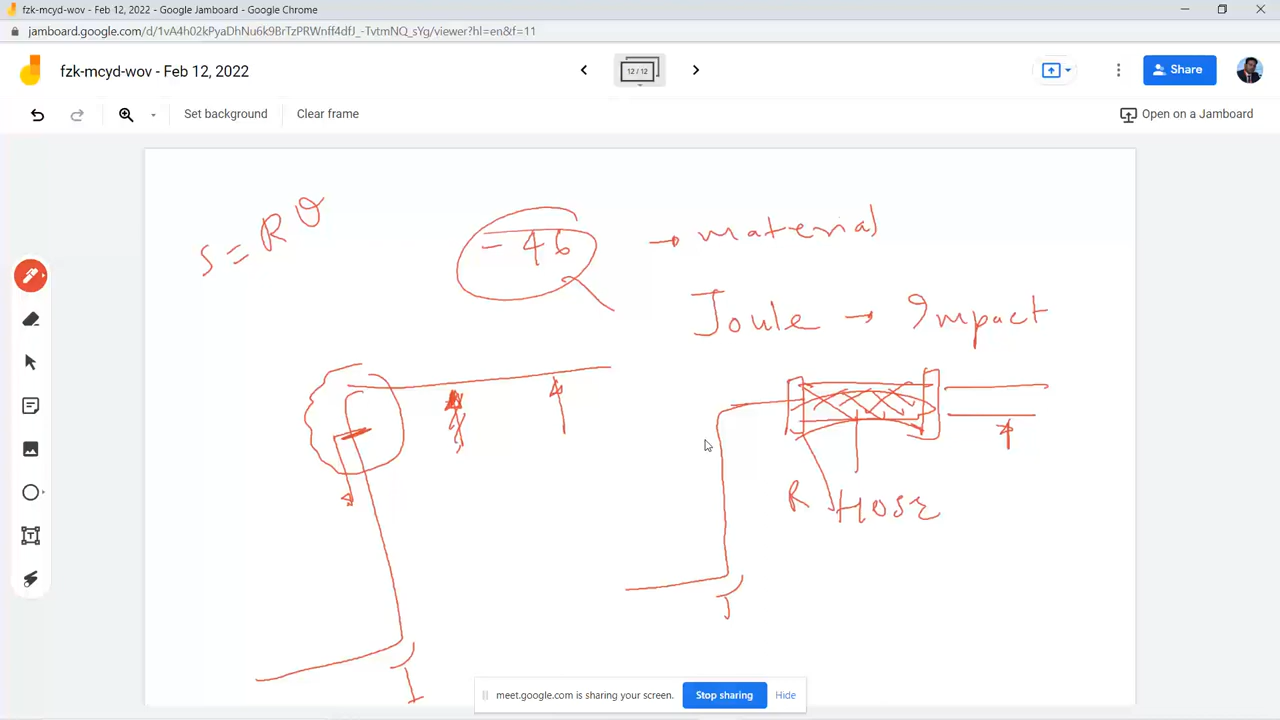 fzk-mcyd-wov - Feb 12, 2022 - Google Jamboard - Google Chrome
jamboard.google.com/d/1vA4h02kPyaDhNu6k9BrTzPRWnff4dfJ_-TvtmNQ_sYg/viewer?hl=en&f=11
fzk-mcyd-wov - Feb 12, 2022
12 / 12
Share
Set background
Clear frame
Open on a Jamboard
S = Rθ
- 46
→ material
Joule → Impact
R
HOSE
meet.google.com is sharing your screen.
Stop sharing
Hide